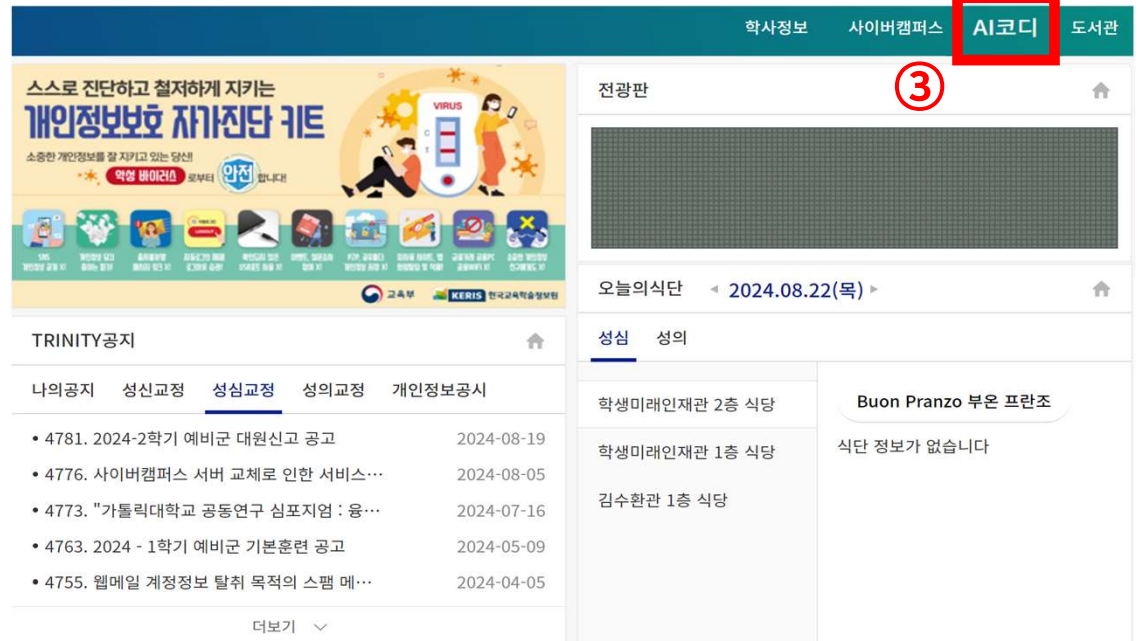 학사정보 사이버캠퍼스 AI코디 도서관
③
스스로 진단하고 철저하게 지키는
개인정보보호 자가진단 키트
소중한 개인정보를 잘 지키고 있는 당신!
악성 바이러스 로부터 안전 합니다!
VIRUS
C
T
교육부 KERIS 한국교육학술정보원
TRINITY공지
나의공지 성신교정 성심교정 성의교정 개인정보공시
• 4781. 2024-2학기 예비군 대원신고 공고 2024-08-19
• 4776. 사이버캠퍼스 서버 교체로 인한 서비스… 2024-08-05
• 4773. "가톨릭대학교 공동연구 심포지엄 : 융… 2024-07-16
• 4763. 2024 - 1학기 예비군 기본훈련 공고 2024-05-09
• 4755. 웹메일 계정정보 탈취 목적의 스팸 메… 2024-04-05
더보기
전광판
오늘의식단 2024.08.22(목)
성심 성의
학생미래인재관 2층 식당
학생미래인재관 1층 식당
김수환관 1층 식당
Buon Pranzo 부온 프란조
식단 정보가 없습니다